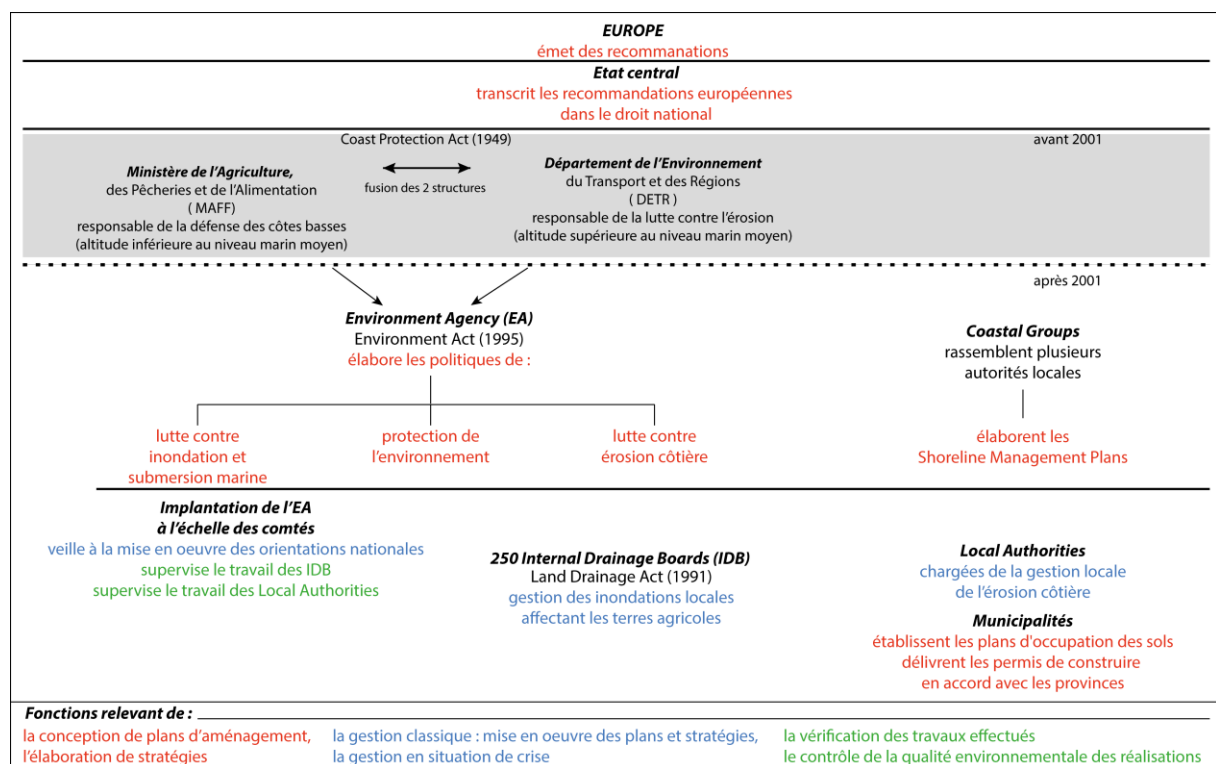 EUROPE
émet des recommanations
Etat central
transcrit les recommandations européennes
dans le droit national
Coast Protection Act (1949)
avant 2001
Ministère de l'Agriculture,
des Pêcheries et de l'Alimentation
( MAFF)
responsable de la défense des côtes basses
(altitude inférieure au niveau marin moyen)
fusion des 2 structures
Département de l'Environnement
du Transport et des Régions
( DETR )
responsable de la lutte contre l'érosion
(altitude supérieure au niveau marin moyen)
après 2001
Environment Agency (EA)
Environment Act (1995)
élabore les politiques de :
Coastal Groups
rassemblent plusieurs
autorités locales
lutte contre
inondation et
submersion marine
protection de
l'environnement
lutte contre
érosion côtière
élaborent les
Shoreline Management Plans
Implantation de l'EA
à l'échelle des comtés
veille à la mise en oeuvre des orientations nationales
supervise le travail des IDB
supervise le travail des Local Authorities
250 Internal Drainage Boards (IDB)
Land Drainage Act (1991)
gestion des inondations locales
affectant les terres agricoles
Local Authorities
chargées de la gestion locale
de l'érosion côtière
Municipalités
établissent les plans d'occupation des sols
délivrent les permis de construire
en accord avec les provinces
Fonctions relevant de :
la conception de plans d'aménagement,
l'élaboration de stratégies
la gestion classique : mise en oeuvre des plans et stratégies,
la gestion en situation de crise
la vérification des travaux effectués
le contrôle de la qualité environnementale des réalisations